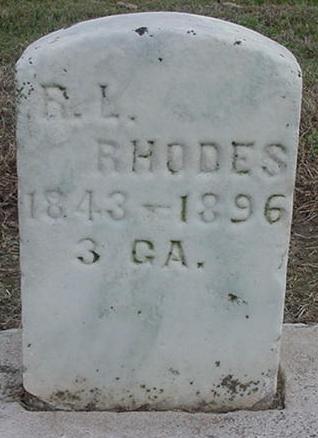 R. L.
RHODES
1843-1896
3 GA.